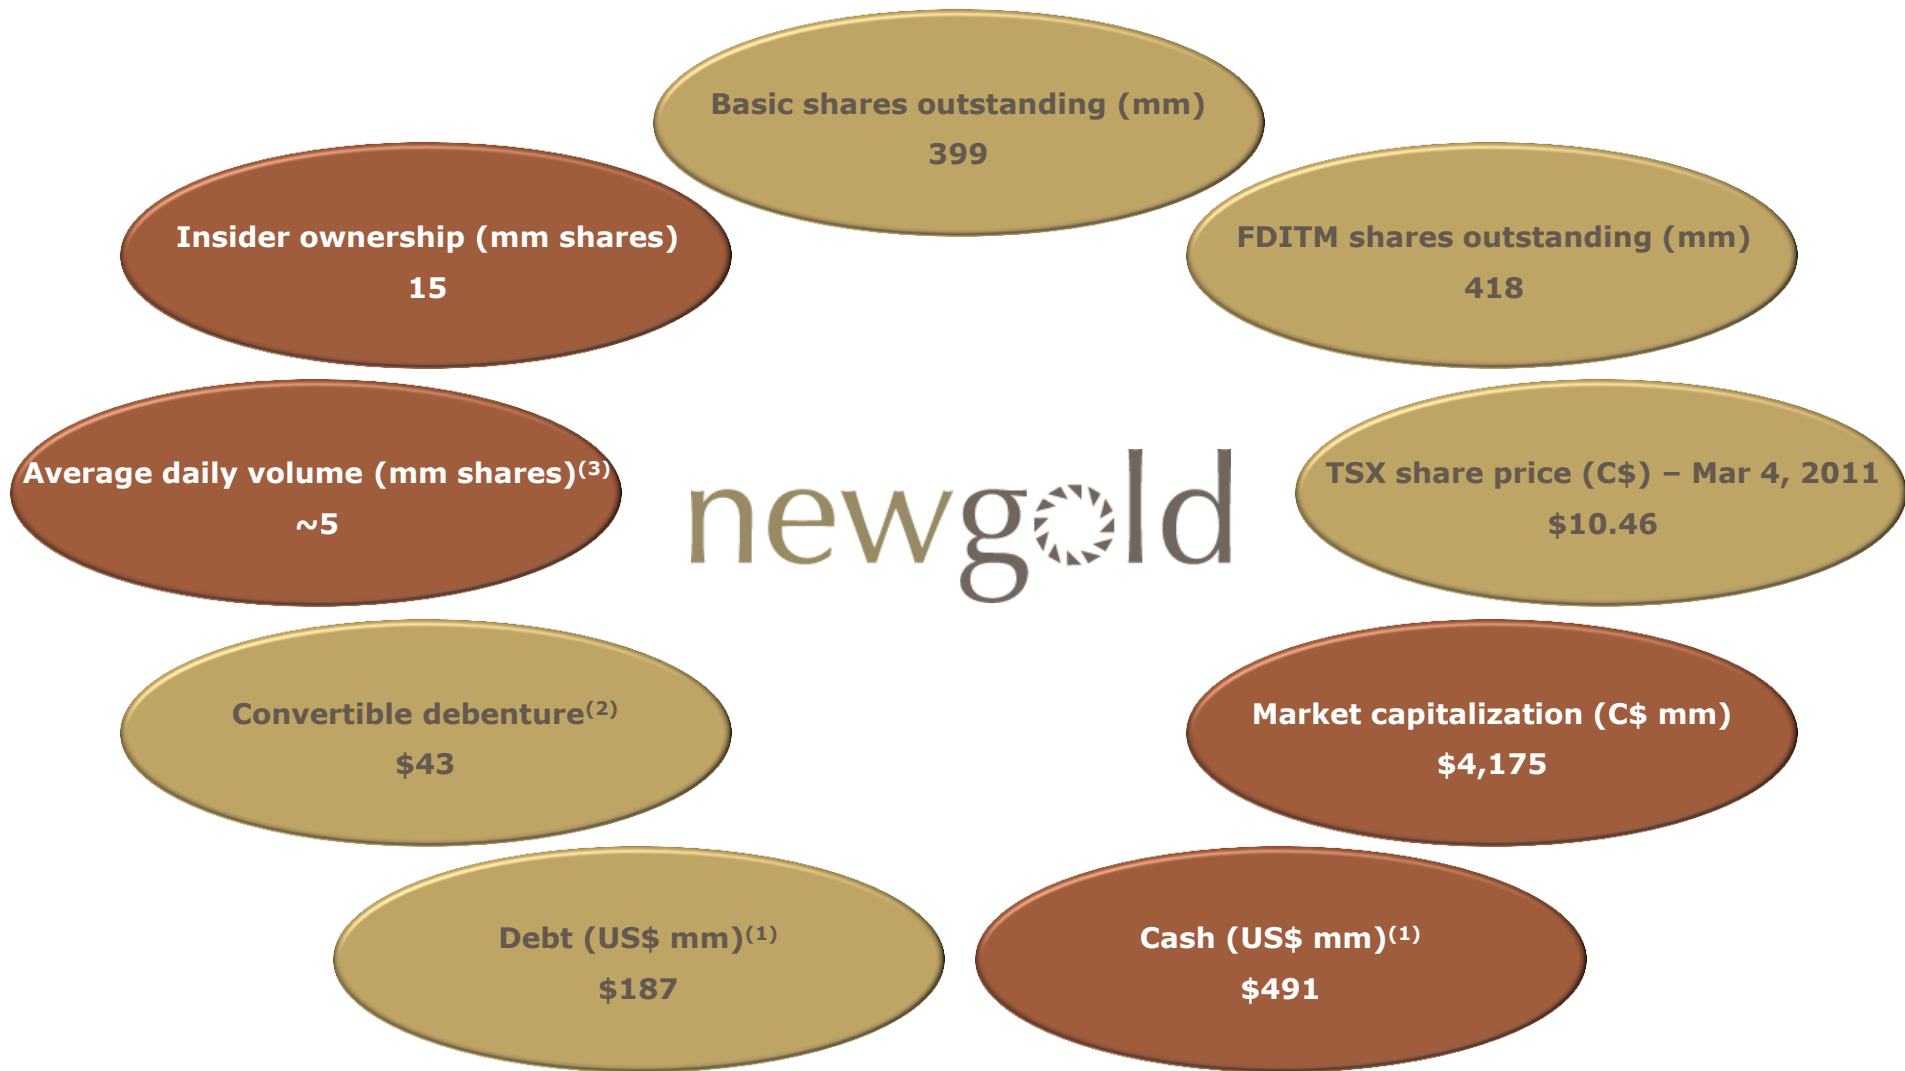 Basic shares outstanding (mm)
399
Insider ownership (mm shares)
15
FDITM shares outstanding (mm)
418
Average daily volume (mm shares)(3)
~5
newgold
TSX share price (C$) – Mar 4, 2011
$10.46
Convertible debenture(2)
$43
Market capitalization (C$ mm)
$4,175
Debt (US$ mm)(1)
$187
Cash (US$ mm)(1)
$491